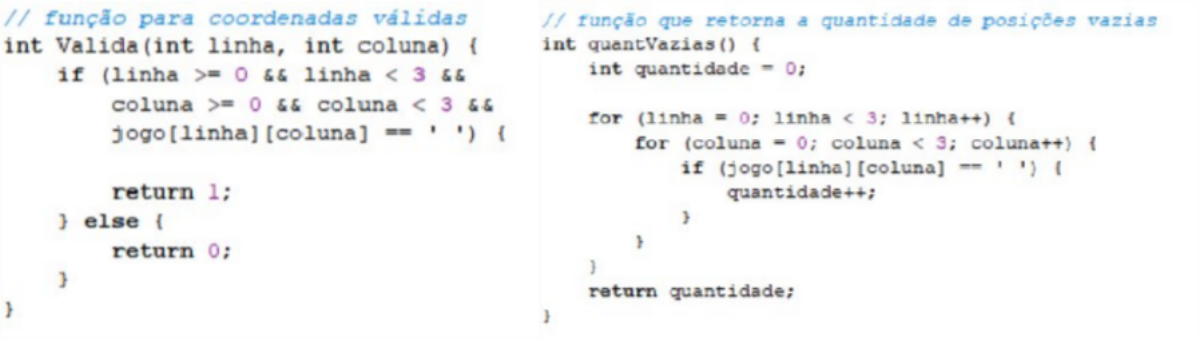 // função para coordenadas válidas
int Valida(int linha, int coluna) {
    if (linha >= 0 && linha < 3 &&
        coluna >= 0 && coluna < 3 &&
        jogo[linha][coluna] == ' ') {

        return 1;
    } else {
        return 0;
    }
}

// função que retorna a quantidade de posições vazias
int quantVazias() {
    int quantidade = 0;

    for (linha = 0; linha < 3; linha++) {
        for (coluna = 0; coluna < 3; coluna++) {
            if (jogo[linha][coluna] == ' ') {
                quantidade++;
            }
        }
    }
    return quantidade;
}